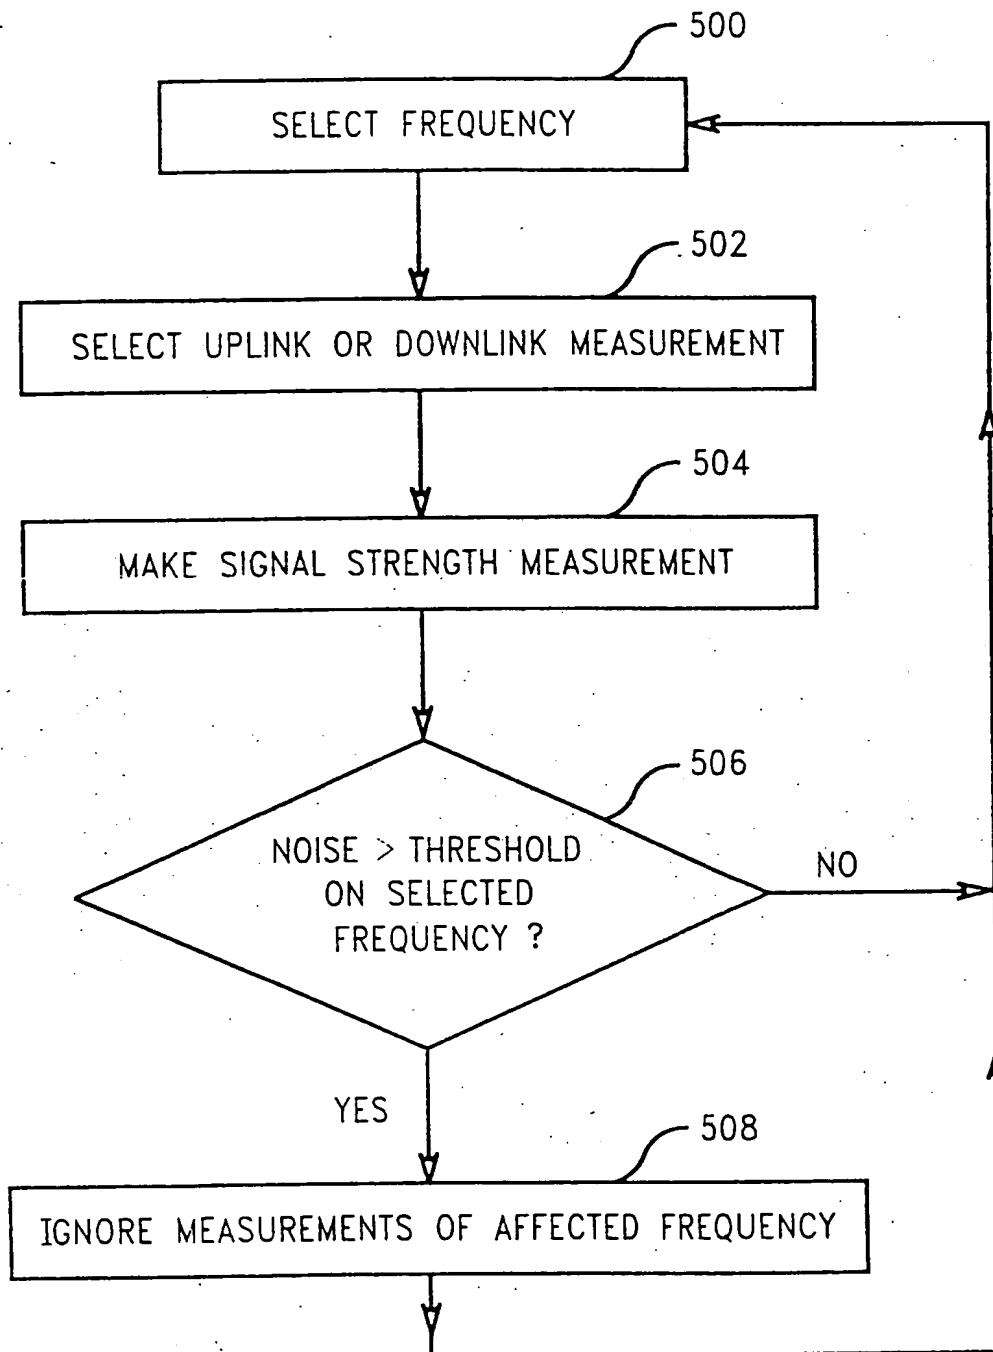 500
SELECT FREQUENCY
502
SELECT UPLINK OR DOWNLINK MEASUREMENT
504
MAKE SIGNAL STRENGTH MEASUREMENT
506
NOISE > THRESHOLD
ON SELECTED
FREQUENCY ?
NO
YES
508
IGNORE MEASUREMENTS OF AFFECTED FREQUENCY